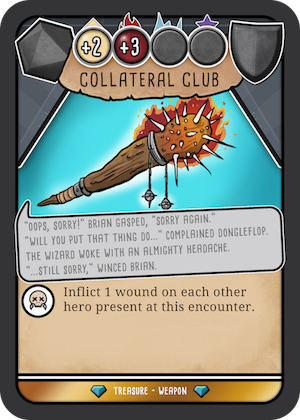 +2 +3
COLLATERAL CLUB
"OOPS, SORRY!" BRIAN GASPED, "SORRY AGAIN."
"WILL YOU PUT THAT THING DO..." COMPLAINED DONGLEFLOP.
THE WIZARD WOKE WITH AN ALMIGHTY HEADACHE.
"...STILL SORRY," WINCED BRIAN.
Inflict 1 wound on each other
hero present at this encounter.
TREASURE - WEAPON